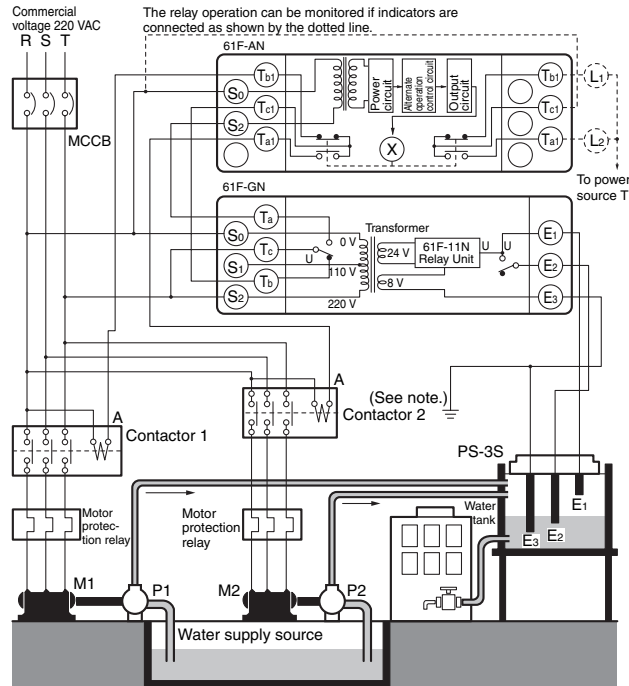 Commercial
voltage 220 VAC
R S T
The relay operation can be monitored if indicators are
connected as shown by the dotted line.
61F-AN
Tb1
S0
Tc1
S2
Ta1
Power
circuit
Alternate
operation
control circuit
Output
circuit
X
Tb1
Tc1
Ta1
L1
L2
To power
source T
MCCB
61F-GN
Ta
S0
Tc
S1
Tb
S2
U
0 V
110 V
220 V
Transformer
24 V
8 V
61F-11N
Relay Unit
U
U
E1
E2
E3
A
Contactor 1
A
Contactor 2
(See note.)
PS-3S
Motor
protec-
tion relay
Motor
protection
relay
Water
tank
E1
E2
E3
M1
P1
M2
P2
Water supply source